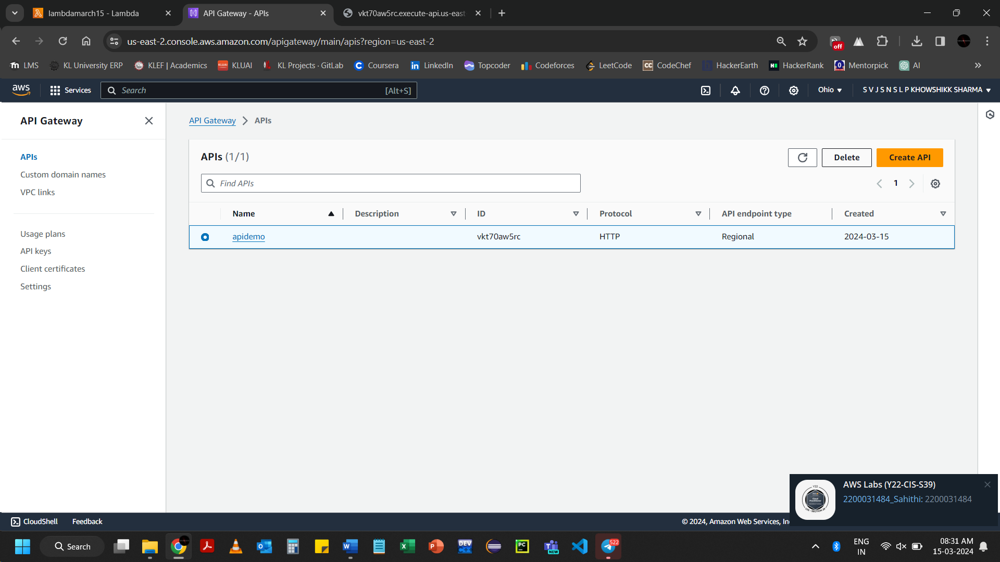 lambdamarch15 - Lambda
API Gateway - APIs
vkt70aw5rc.execute-api.us-east
us-east-2.console.aws.amazon.com/apigateway/main/apis?region=us-east-2
off
LMS
KL University ERP
KLEF | Academics
KLUAI
KL Projects · GitLab
Coursera
LinkedIn
Topcoder
Codeforces
LeetCode
CodeChef
HackerEarth
HackerRank
Mentorpick
AI
aws
Services
Search
[Alt+S]
Ohio
S V J S N S L P KHOWSHIKK SHARMA
API Gateway
APIs
Custom domain names
VPC links
Usage plans
API keys
Client certificates
Settings
API Gateway > APIs
APIs (1/1)
Delete
Create API
Find APIs
1
Name Description ID Protocol API endpoint type Created
apidemo vkt70aw5rc HTTP Regional 2024-03-15
AWS Labs (Y22-CIS-S39)
2200031484_Sahithi: 2200031484
CloudShell
Feedback
© 2024, Amazon Web Services, In
Search
522
ENG
IN
08:31 AM
15-03-2024